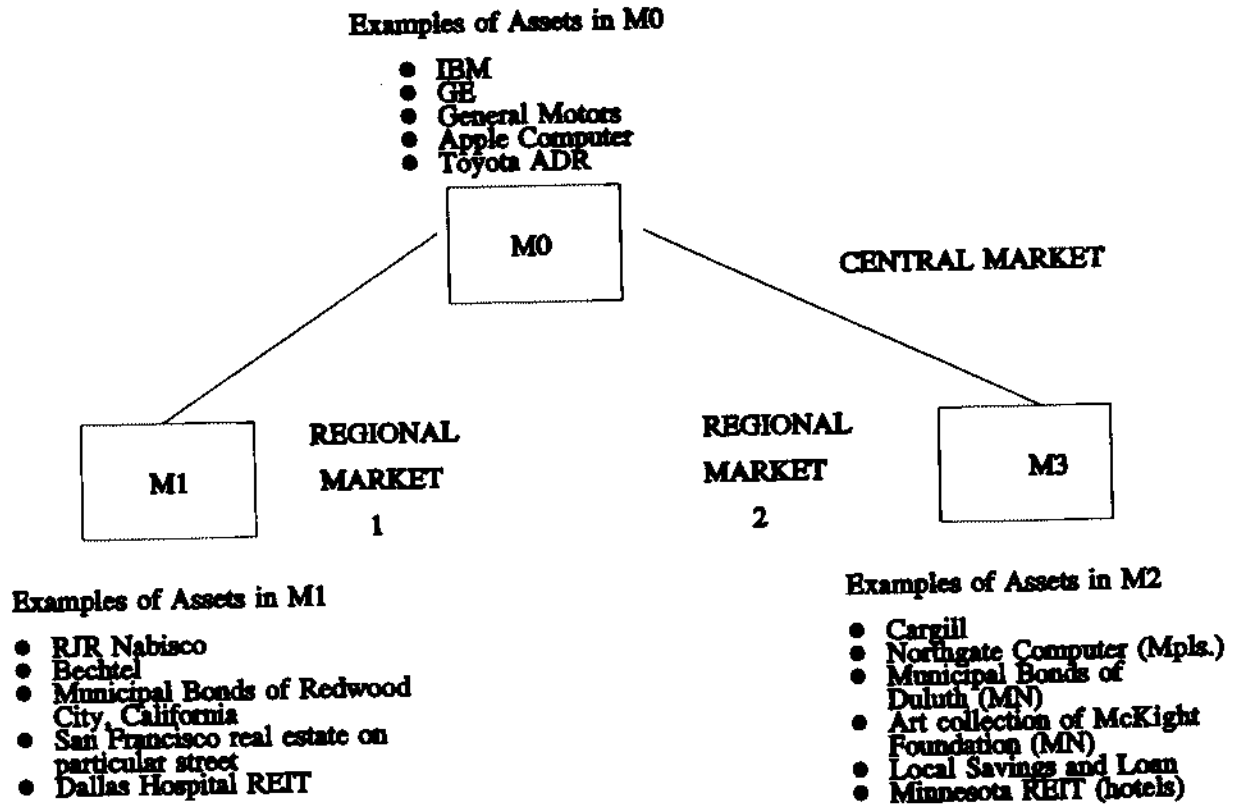 Examples of Assets in M0
● IBM
● GE
● General Motors
● Apple Computer
● Toyota ADR
M0
CENTRAL MARKET
M1
REGIONAL
MARKET
1
REGIONAL
MARKET
2
M3
Examples of Assets in M1
● RJR Nabisco
● Bechtel
● Municipal Bonds of Redwood
City, California
● San Francisco real estate on
particular street
● Dallas Hospital REIT
Examples of Assets in M2
● Cargill
● Northgate Computer (Mpls.)
● Municipal Bonds of
Duluth (MN)
● Art collection of McKight
Foundation (MN)
● Local Savings and Loan
● Minnesota REIT (hotels)